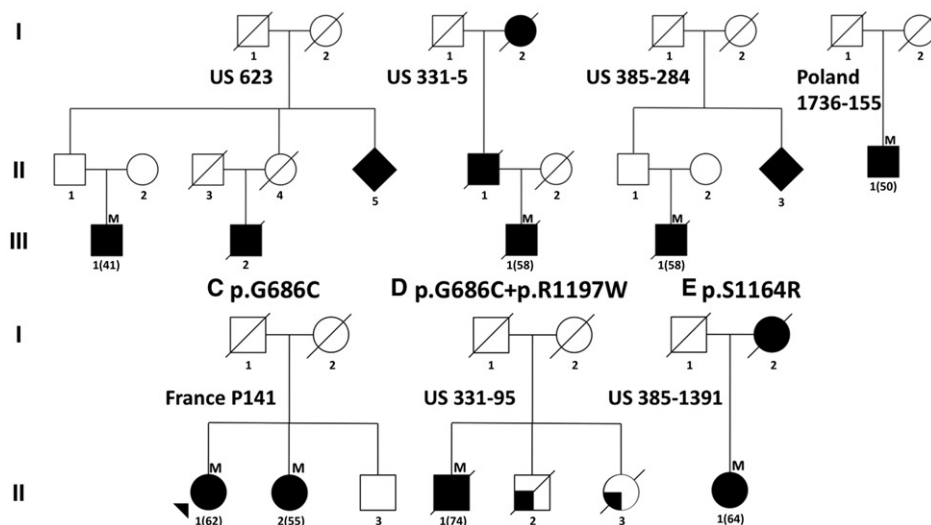 I
1 2 1 2 1 2 1 2
US 623 US 331-5 US 385-284 Poland
1736-155
M
II
1 2 3 4 5 1 2 1 2 3 1(50)
M M M
III
1(41) 2 1(58) 1(58)
C p.G686C D p.G686C+p.R1197W E p.S1164R
I
1 2 1 2 1 2
France P141 US 331-95 US 385-1391
M M M M
II
1(62) 2(55) 3 1(74) 2 3 1(64)